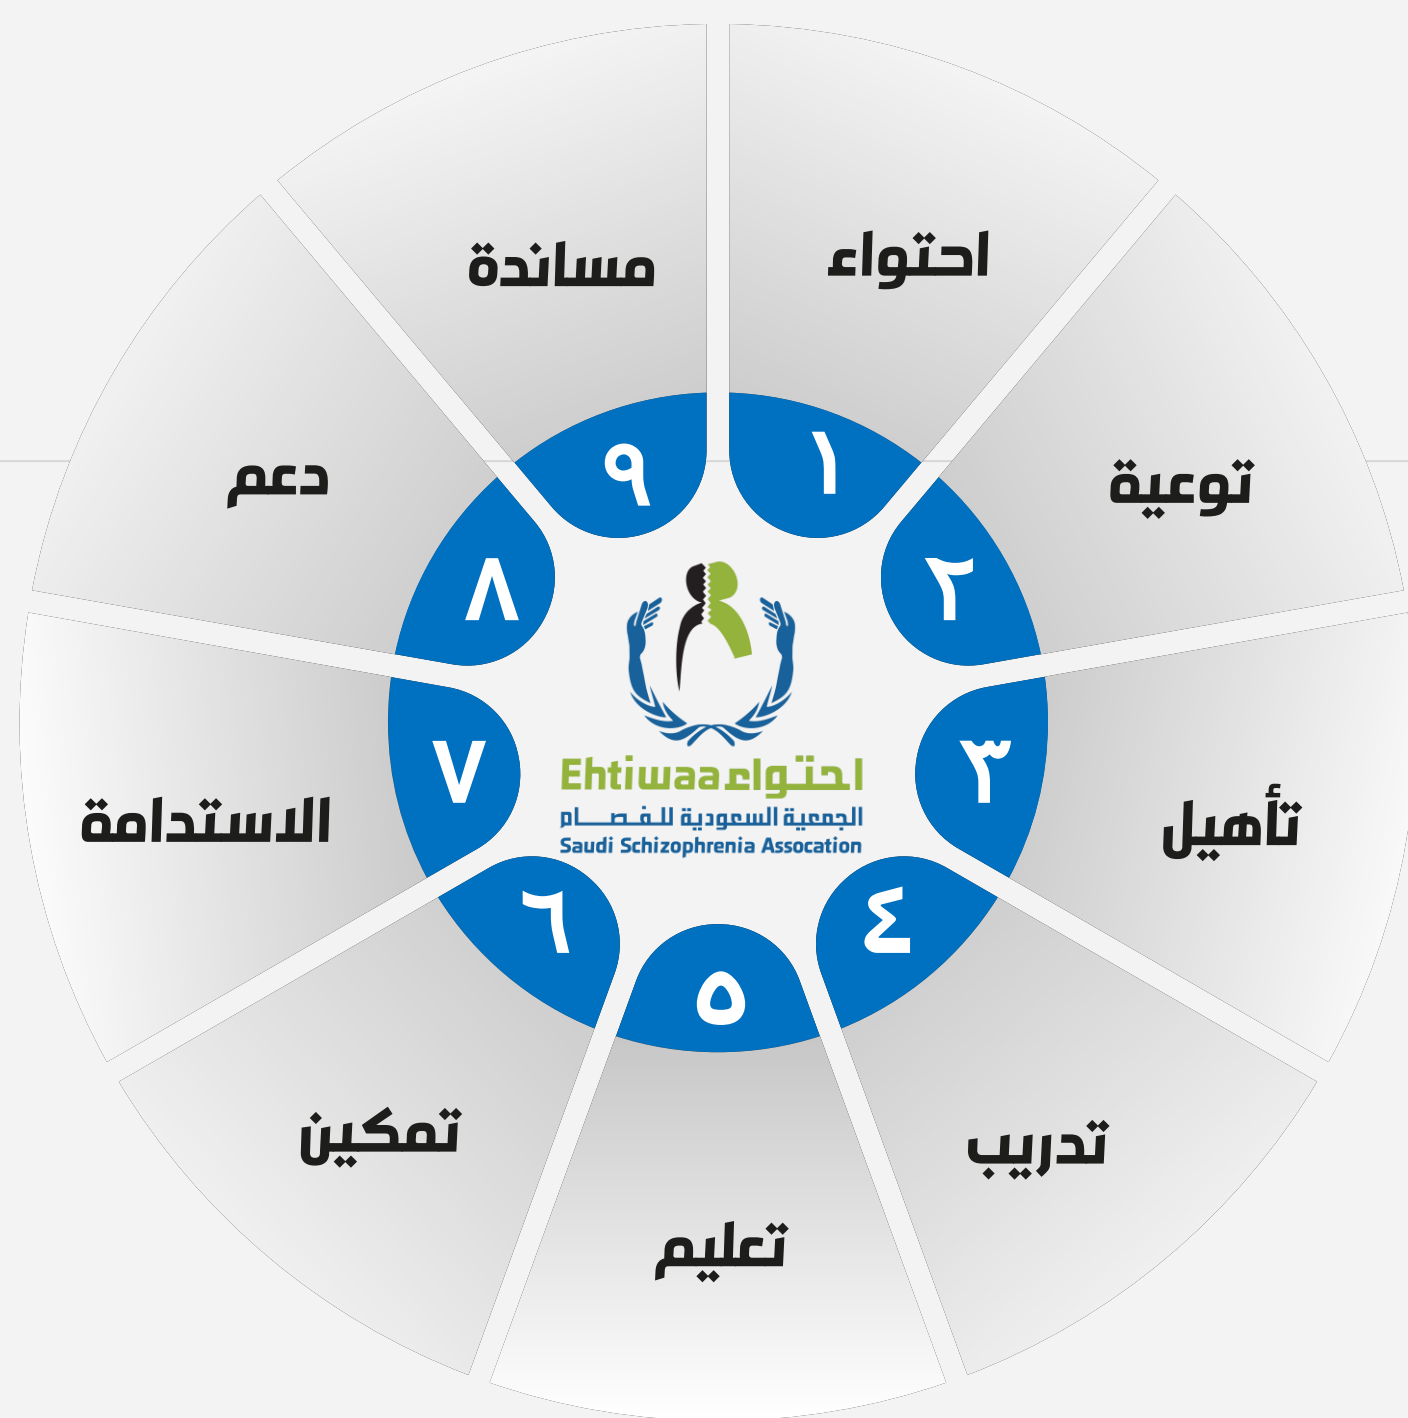 احتواء
١
توعية
٢
تأهيل
٣
تدريب
٤
تعليم
٥
تمكين
٦
الاستدامة
٧
دعم
٨
مساندة
٩
Ehtiwaa احتواء
الجمعية السعودية للفصام
Saudi Schizophrenia Assocation